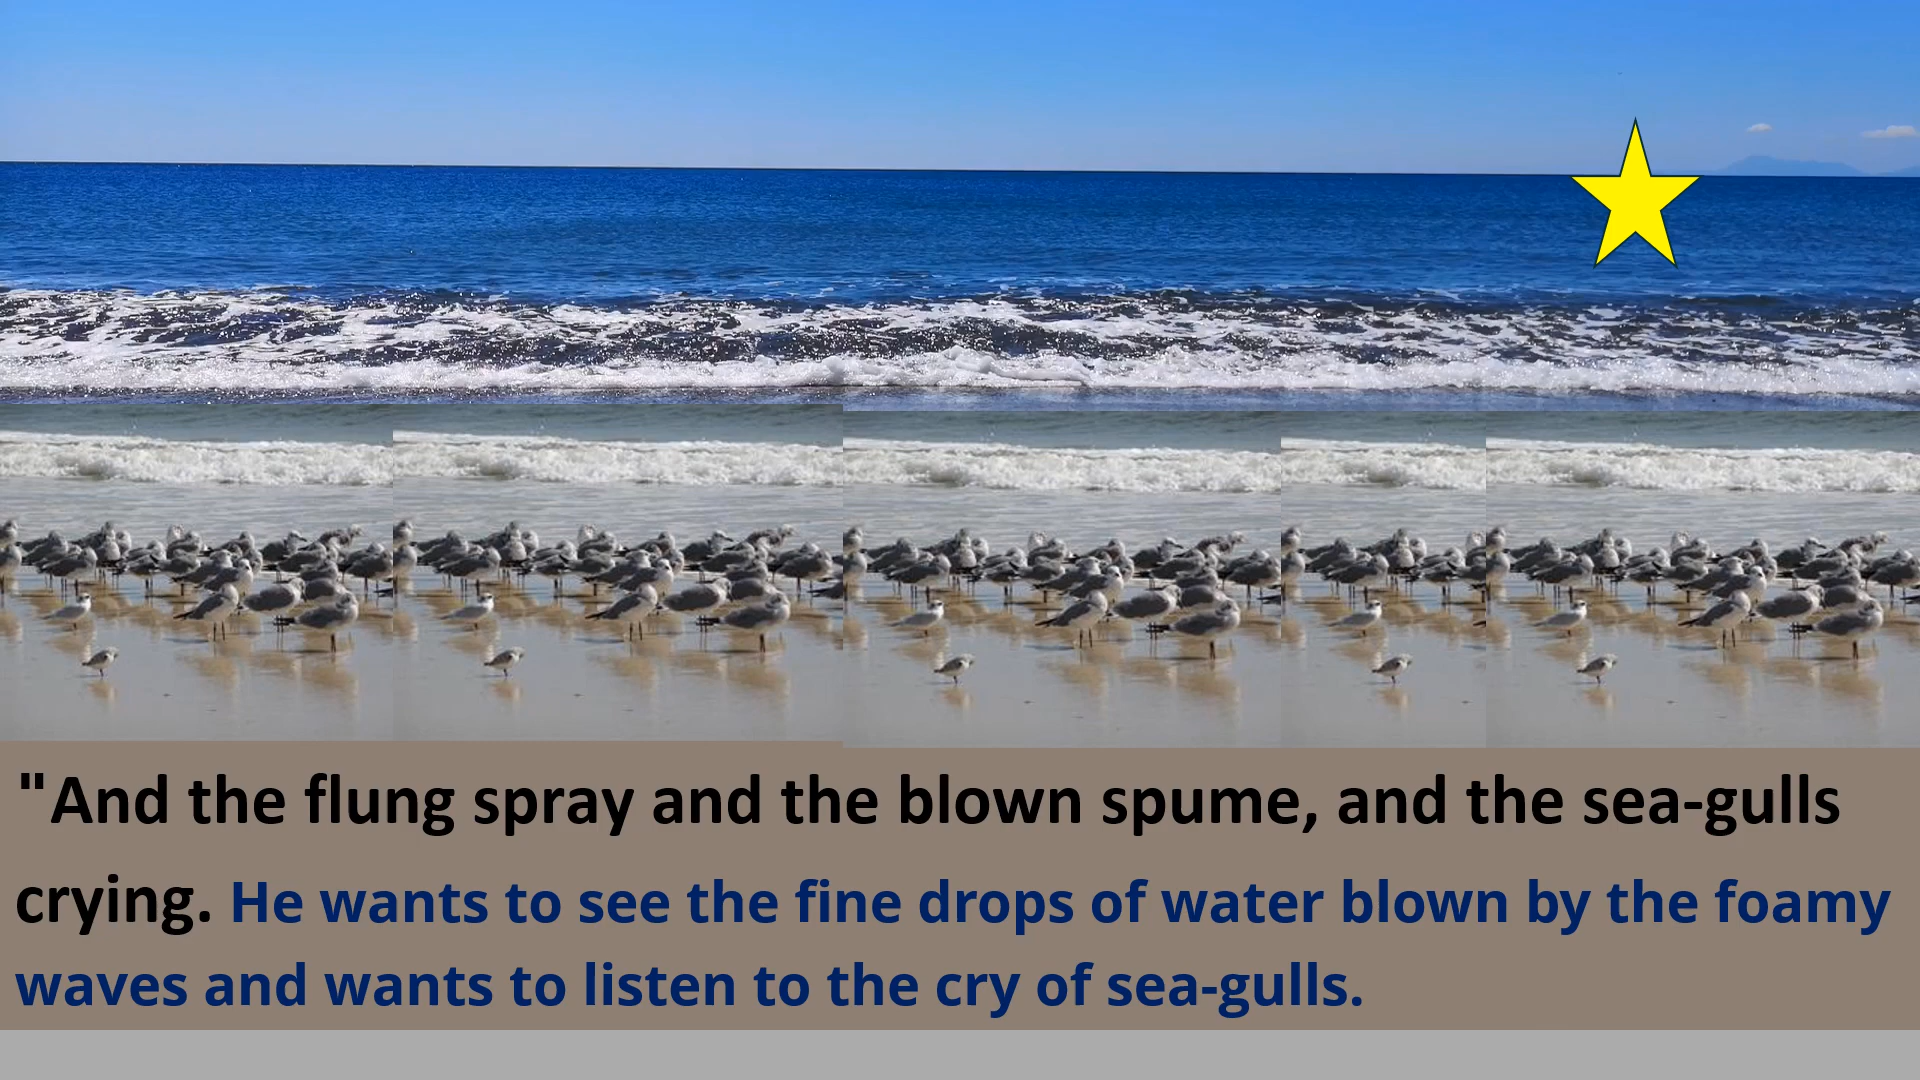 "And the flung spray and the blown spume, and the sea-gulls
crying. He wants to see the fine drops of water blown by the foamy
waves and wants to listen to the cry of sea-gulls.